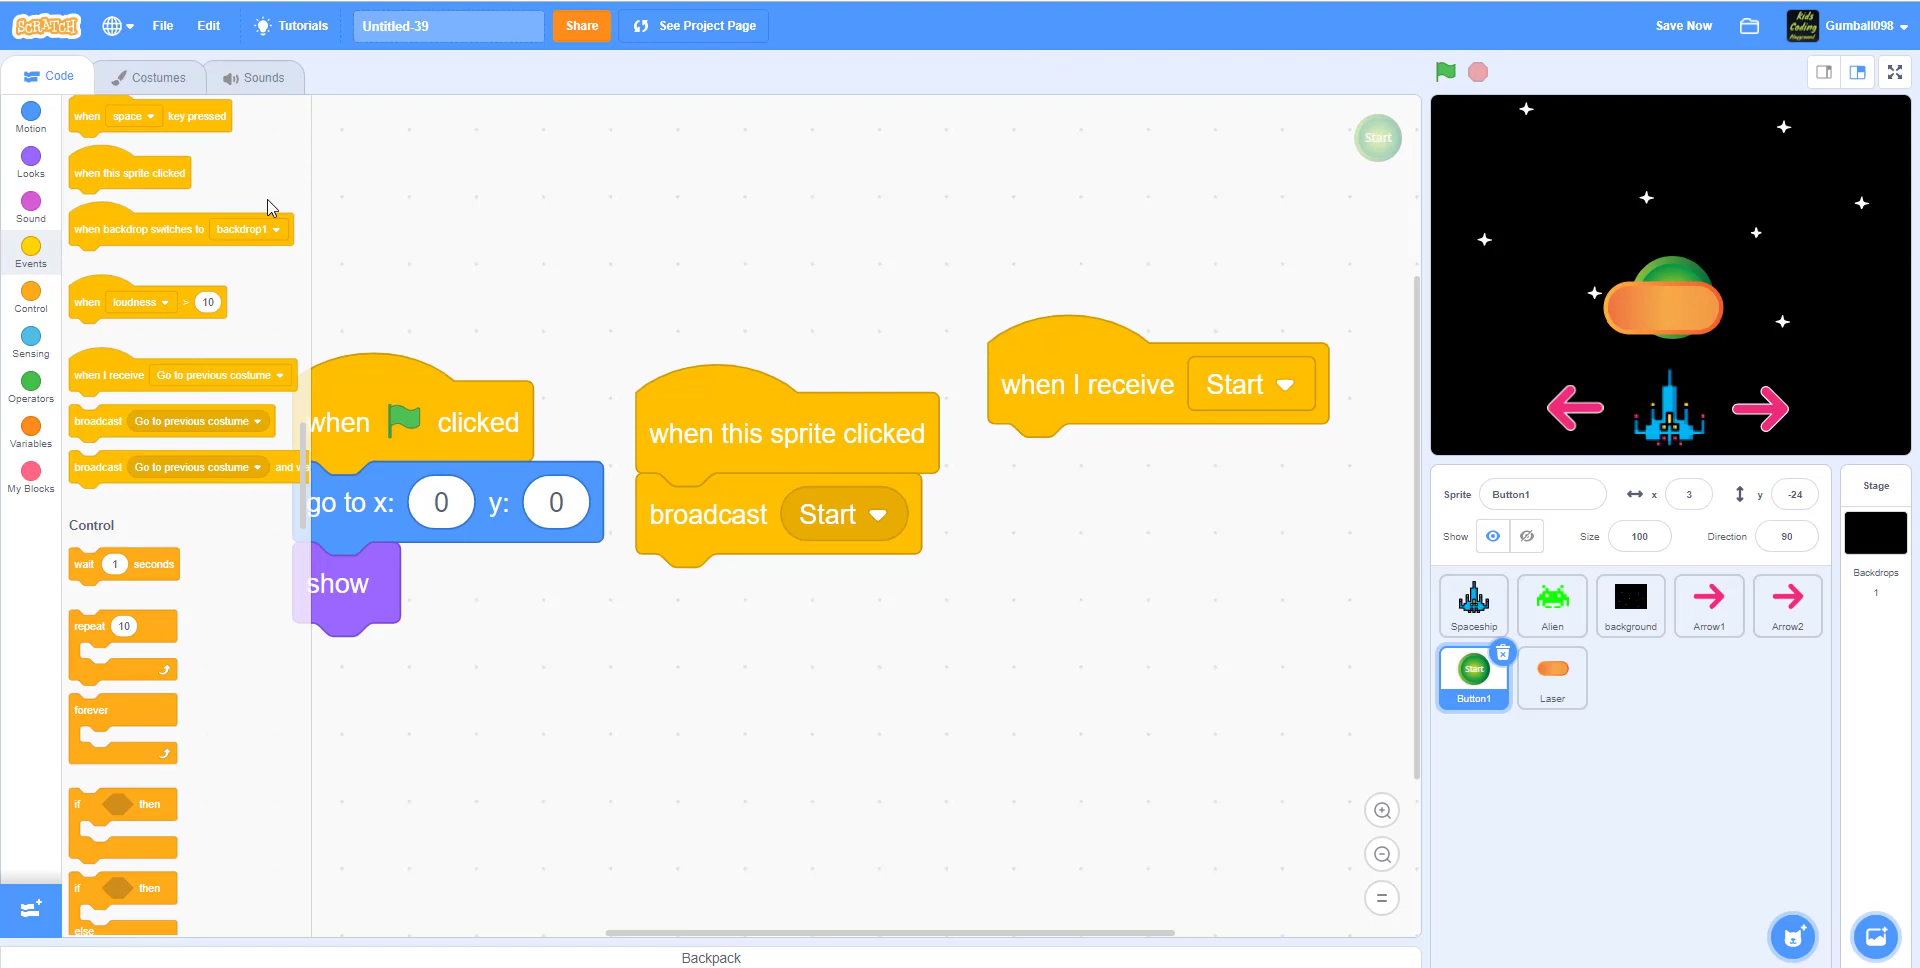 SCRATCH
File
Edit
Tutorials
Untitled-39
Share
See Project Page
Save Now
Kids
Coding
Playground
Gumball098
Code
Costumes
Sounds
Motion
Looks
Sound
Events
Control
Sensing
Operators
Variables
My Blocks
when space key pressed
when this sprite clicked
when backdrop switches to backdrop1
when loudness > 10
when I receive Go to previous costume
broadcast Go to previous costume
broadcast Go to previous costume and wa
Control
wait 1 seconds
repeat 10
forever
if then
if then
else
when clicked
go to x: 0 y: 0
show
when this sprite clicked
broadcast Start
when I receive Start
Start
Sprite Button1 x 3 y -24
Show Size 100 Direction 90
Spaceship
Alien
background
Arrow1
Arrow2
Start
Button1
Laser
Stage
Backdrops
1
Backpack